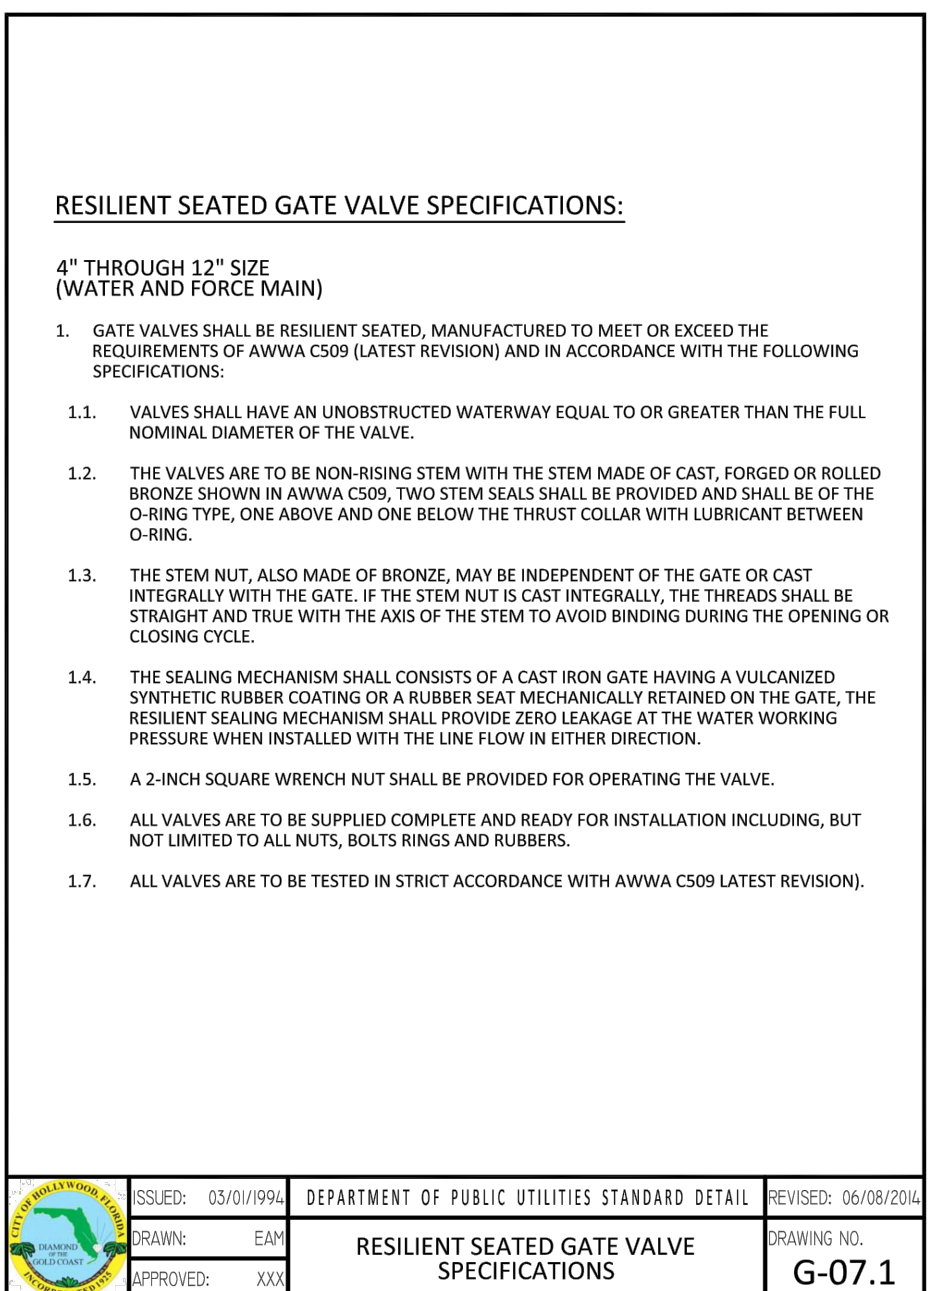 RESILIENT SEATED GATE VALVE SPECIFICATIONS:
4" THROUGH 12" SIZE
(WATER AND FORCE MAIN)
1. GATE VALVES SHALL BE RESILIENT SEATED, MANUFACTURED TO MEET OR EXCEED THE
REQUIREMENTS OF AWWA C509 (LATEST REVISION) AND IN ACCORDANCE WITH THE FOLLOWING
SPECIFICATIONS:
1.1. VALVES SHALL HAVE AN UNOBSTRUCTED WATERWAY EQUAL TO OR GREATER THAN THE FULL
NOMINAL DIAMETER OF THE VALVE.
1.2. THE VALVES ARE TO BE NON-RISING STEM WITH THE STEM MADE OF CAST, FORGED OR ROLLED
BRONZE SHOWN IN AWWA C509, TWO STEM SEALS SHALL BE PROVIDED AND SHALL BE OF THE
O-RING TYPE, ONE ABOVE AND ONE BELOW THE THRUST COLLAR WITH LUBRICANT BETWEEN
O-RING.
1.3. THE STEM NUT, ALSO MADE OF BRONZE, MAY BE INDEPENDENT OF THE GATE OR CAST
INTEGRALLY WITH THE GATE. IF THE STEM NUT IS CAST INTEGRALLY, THE THREADS SHALL BE
STRAIGHT AND TRUE WITH THE AXIS OF THE STEM TO AVOID BINDING DURING THE OPENING OR
CLOSING CYCLE.
1.4. THE SEALING MECHANISM SHALL CONSISTS OF A CAST IRON GATE HAVING A VULCANIZED
SYNTHETIC RUBBER COATING OR A RUBBER SEAT MECHANICALLY RETAINED ON THE GATE, THE
RESILIENT SEALING MECHANISM SHALL PROVIDE ZERO LEAKAGE AT THE WATER WORKING
PRESSURE WHEN INSTALLED WITH THE LINE FLOW IN EITHER DIRECTION.
1.5. A 2-INCH SQUARE WRENCH NUT SHALL BE PROVIDED FOR OPERATING THE VALVE.
1.6. ALL VALVES ARE TO BE SUPPLIED COMPLETE AND READY FOR INSTALLATION INCLUDING, BUT
NOT LIMITED TO ALL NUTS, BOLTS RINGS AND RUBBERS.
1.7. ALL VALVES ARE TO BE TESTED IN STRICT ACCORDANCE WITH AWWA C509 LATEST REVISION).
CITY OF HOLLYWOOD, FLORIDA
DIAMOND
OF THE
GOLD COAST
INCORPORATED 1925
ISSUED: 03/01/1994
DRAWN: EAM
APPROVED: XXX
DEPARTMENT OF PUBLIC UTILITIES STANDARD DETAIL
RESILIENT SEATED GATE VALVE
SPECIFICATIONS
REVISED: 06/08/2014
DRAWING NO.
G-07.1